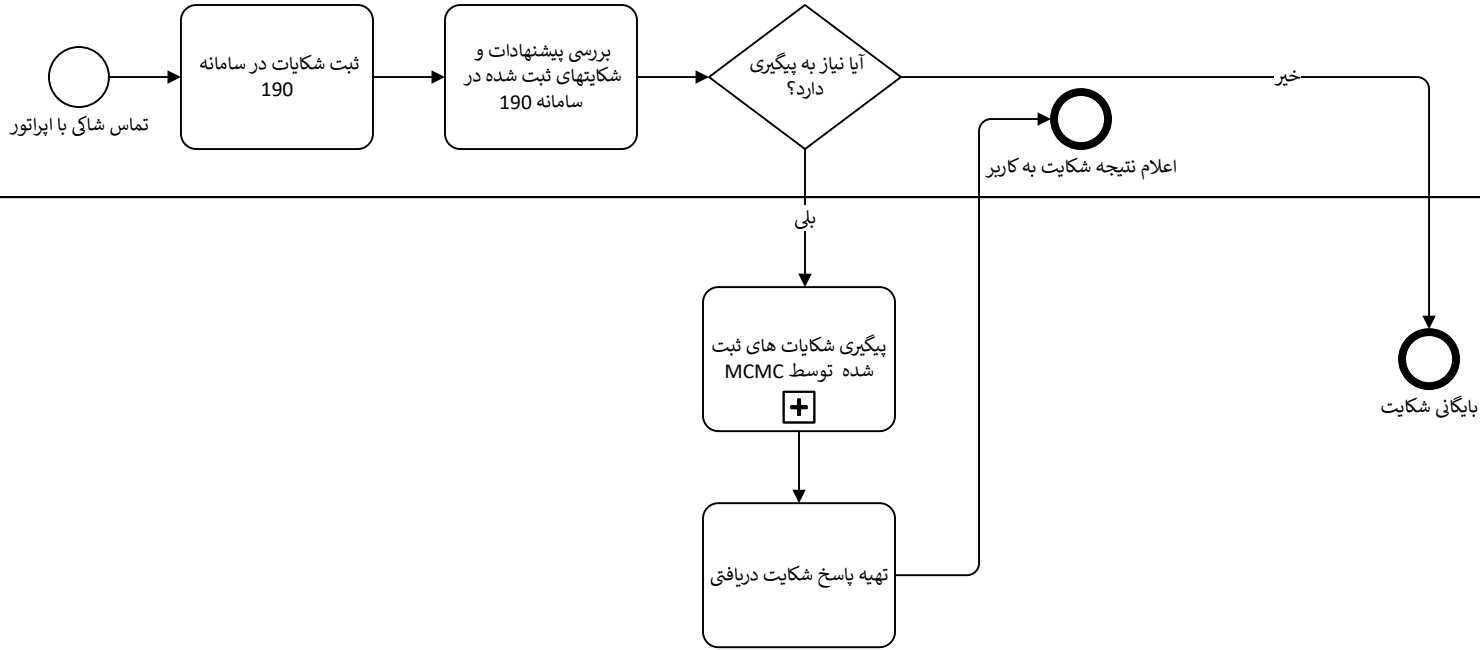 تماس شاکی با اپراتور
ثبت شکایات در سامانه
190
بررسی پیشنهادات و
شکایتهای ثبت شده در
سامانه 190
آیا نیاز به پیگیری
دارد؟
خیر
اعلام نتیجه شکایت به کاربر
بلی
پیگیری شکایات های ثبت
شده توسط MCMC
بایگانی شکایت
تهیه پاسخ شکایت دریافتی